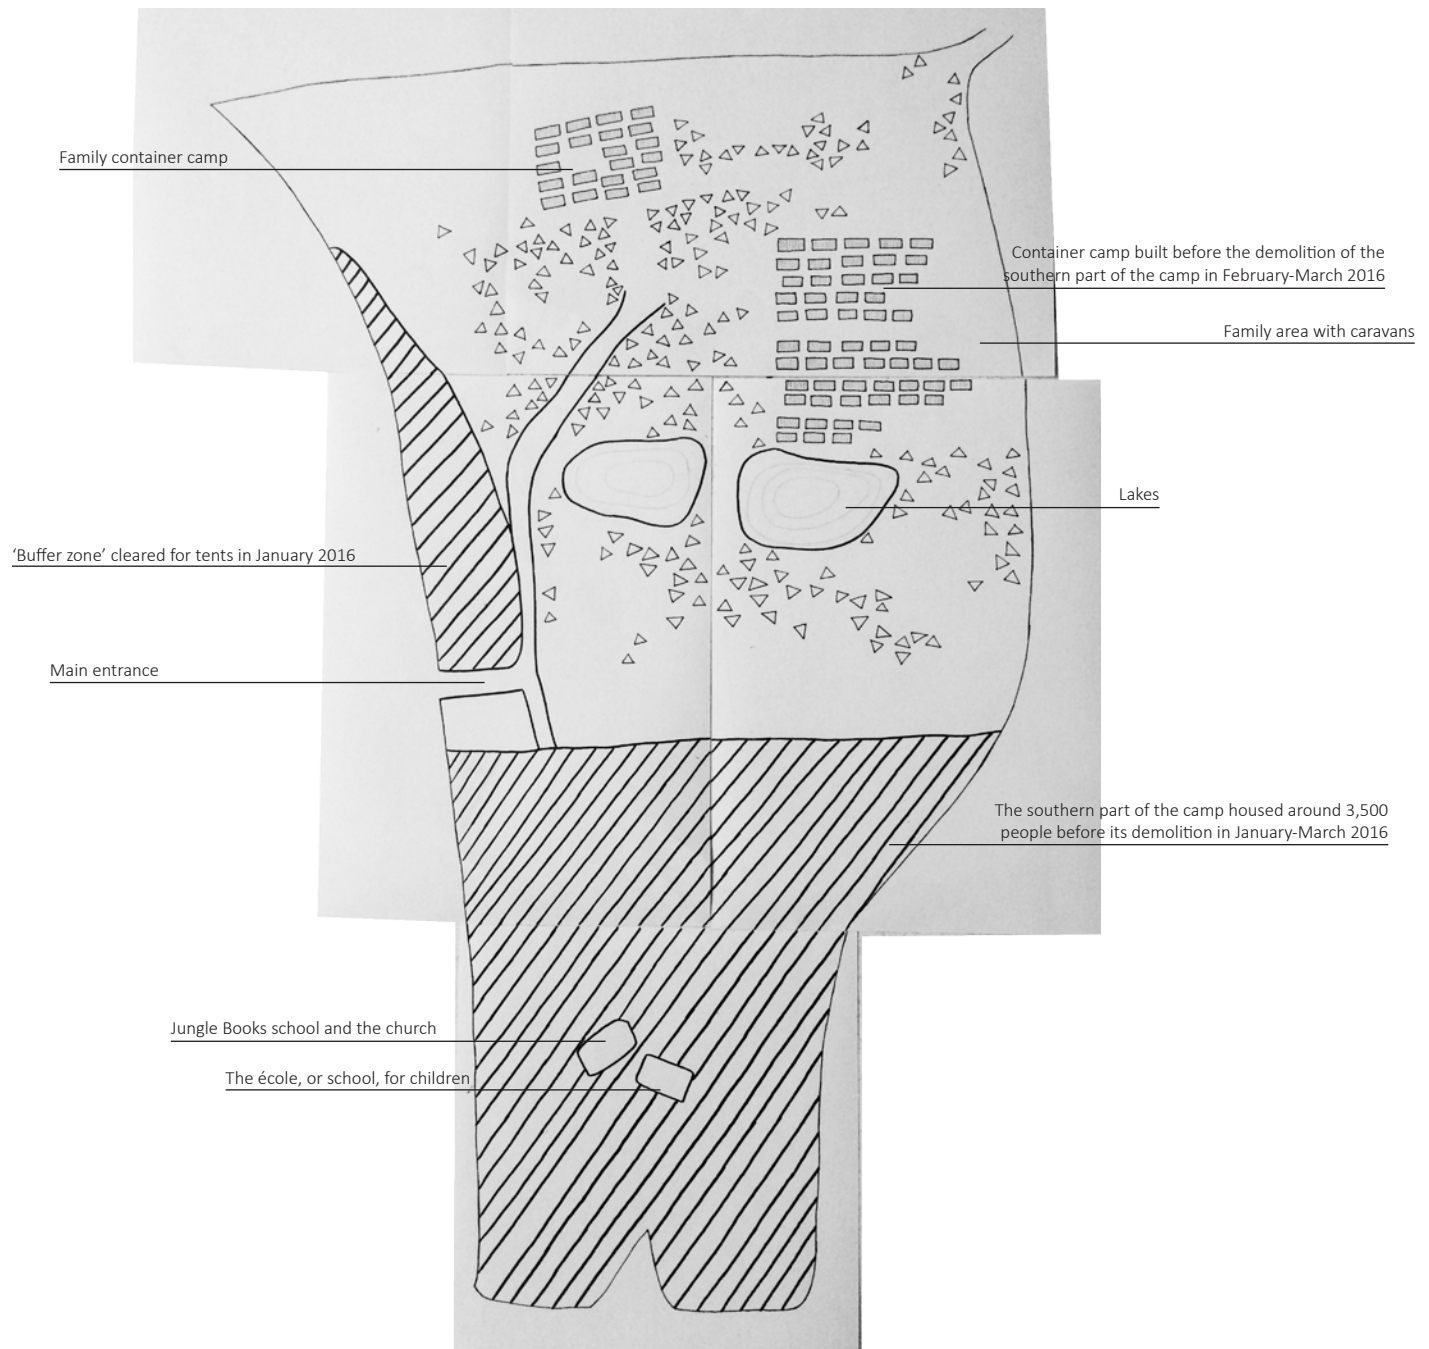 Family container camp
Container camp built before the demolition of the
southern part of the camp in February-March 2016
Family area with caravans
Lakes
‘Buffer zone’ cleared for tents in January 2016
Main entrance
The southern part of the camp housed around 3,500
people before its demolition in January-March 2016
Jungle Books school and the church
The école, or school, for children